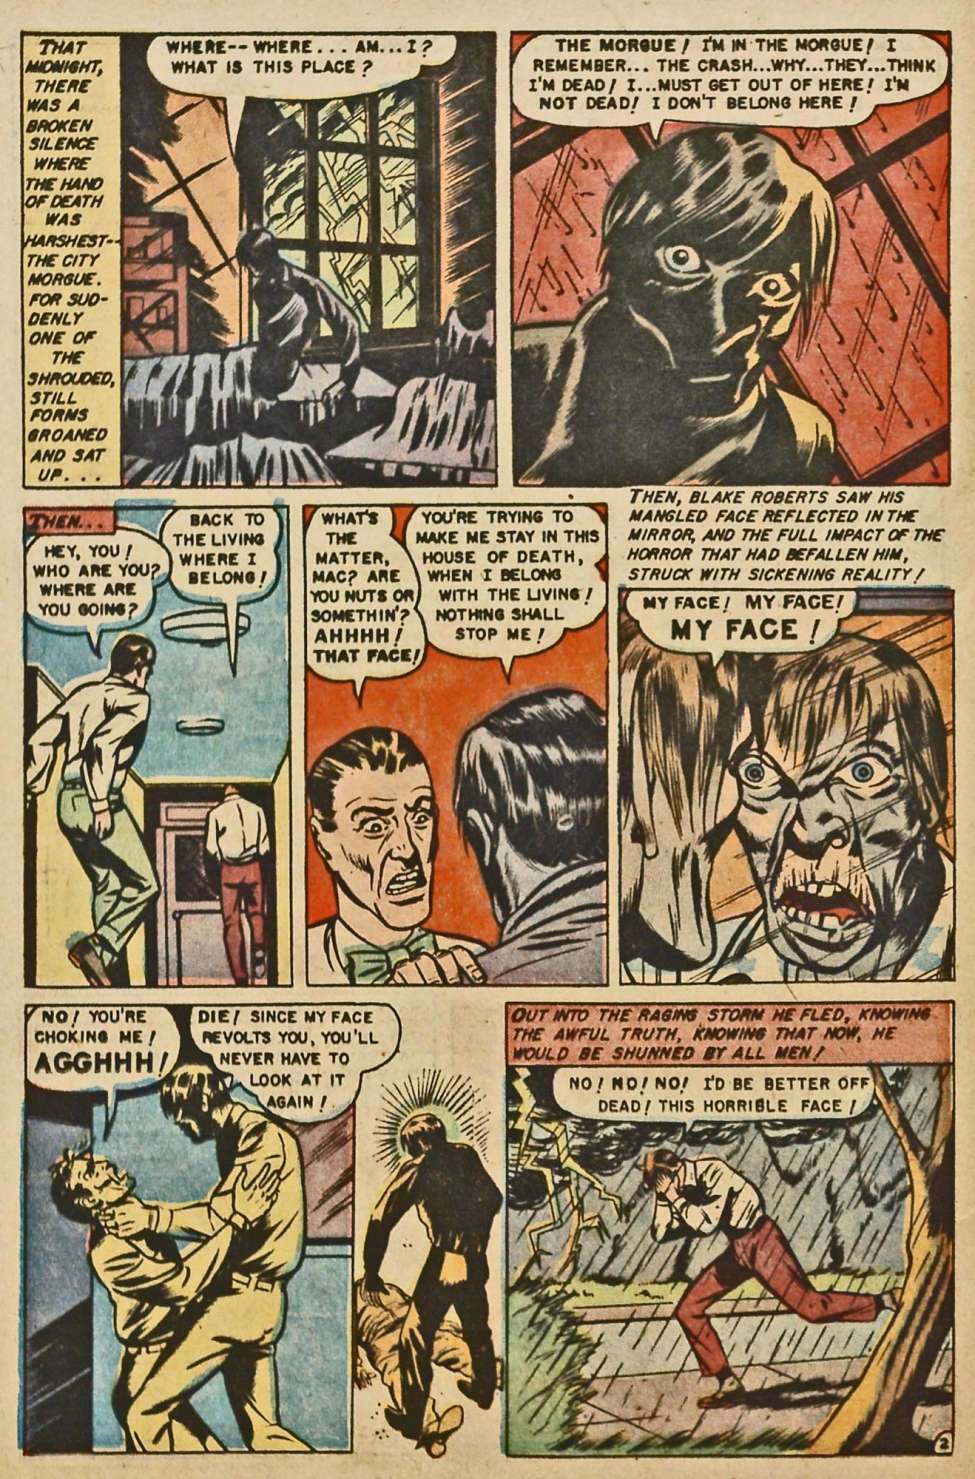 THAT
MIDNIGHT,
THERE
WAS A
BROKEN
SILENCE
WHERE
THE HAND
OF DEATH
WAS
HARSHEST--
THE CITY
MORGUE.
FOR SUD-
DENLY
ONE OF
THE
SHROUDED,
STILL
FORMS
GROANED
AND SAT
UP...
WHERE-- WHERE... AM...I?
WHAT IS THIS PLACE?
THE MORGUE! I'M IN THE MORGUE! I
REMEMBER... THE CRASH...WHY...THEY...THINK
I'M DEAD! I...MUST GET OUT OF HERE! I'M
NOT DEAD! I DON'T BELONG HERE!
THEN...
HEY, YOU!
WHO ARE YOU?
WHERE ARE
YOU GOING?
BACK TO
THE LIVING
WHERE I
BELONG!
WHAT'S
THE
MATTER,
MAC? ARE
YOU NUTS OR
SOMETHIN'?
AHHHH!
THAT FACE!
YOU'RE TRYING TO
MAKE ME STAY IN THIS
HOUSE OF DEATH,
WHEN I BELONG
WITH THE LIVING!
NOTHING SHALL
STOP ME!
THEN, BLAKE ROBERTS SAW HIS
MANGLED FACE REFLECTED IN THE
MIRROR, AND THE FULL IMPACT OF THE
HORROR THAT HAD BEFALLEN HIM,
STRUCK WITH SICKENING REALITY!
MY FACE! MY FACE!
MY FACE!
NO! YOU'RE
CHOKING ME!
AGGHHH!
DIE! SINCE MY FACE
REVOLTS YOU, YOU'LL
NEVER HAVE TO
LOOK AT IT
AGAIN!
OUT INTO THE RAGING STORM HE FLED, KNOWING
THE AWFUL TRUTH, KNOWING THAT NOW, HE
WOULD BE SHUNNED BY ALL MEN!
NO! NO! NO! I'D BE BETTER OFF
DEAD! THIS HORRIBLE FACE!
2